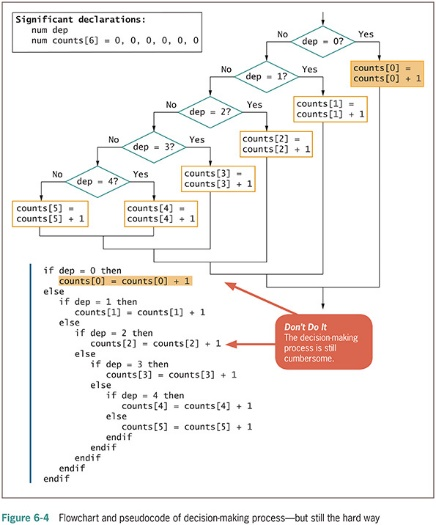 Significant declarations:
num dep
num counts[6] = 0, 0, 0, 0, 0, 0
No
dep = 0?
Yes
counts[0] =
counts[0] + 1
No
dep = 1?
Yes
counts[1] =
counts[1] + 1
No
dep = 2?
Yes
counts[2] =
counts[2] + 1
No
dep = 3?
Yes
counts[3] =
counts[3] + 1
No
dep = 4?
Yes
counts[5] =
counts[5] + 1
counts[4] =
counts[4] + 1
if dep = 0 then
counts[0] = counts[0] + 1
else
if dep = 1 then
counts[1] = counts[1] + 1
else
if dep = 2 then
counts[2] = counts[2] + 1
else
if dep = 3 then
counts[3] = counts[3] + 1
else
if dep = 4 then
counts[4] = counts[4] + 1
else
counts[5] = counts[5] + 1
endif
endif
endif
endif
endif
Don't Do It
The decision-making
process is still
cumbersome.
Figure 6-4 Flowchart and pseudocode of decision-making process—but still the hard way